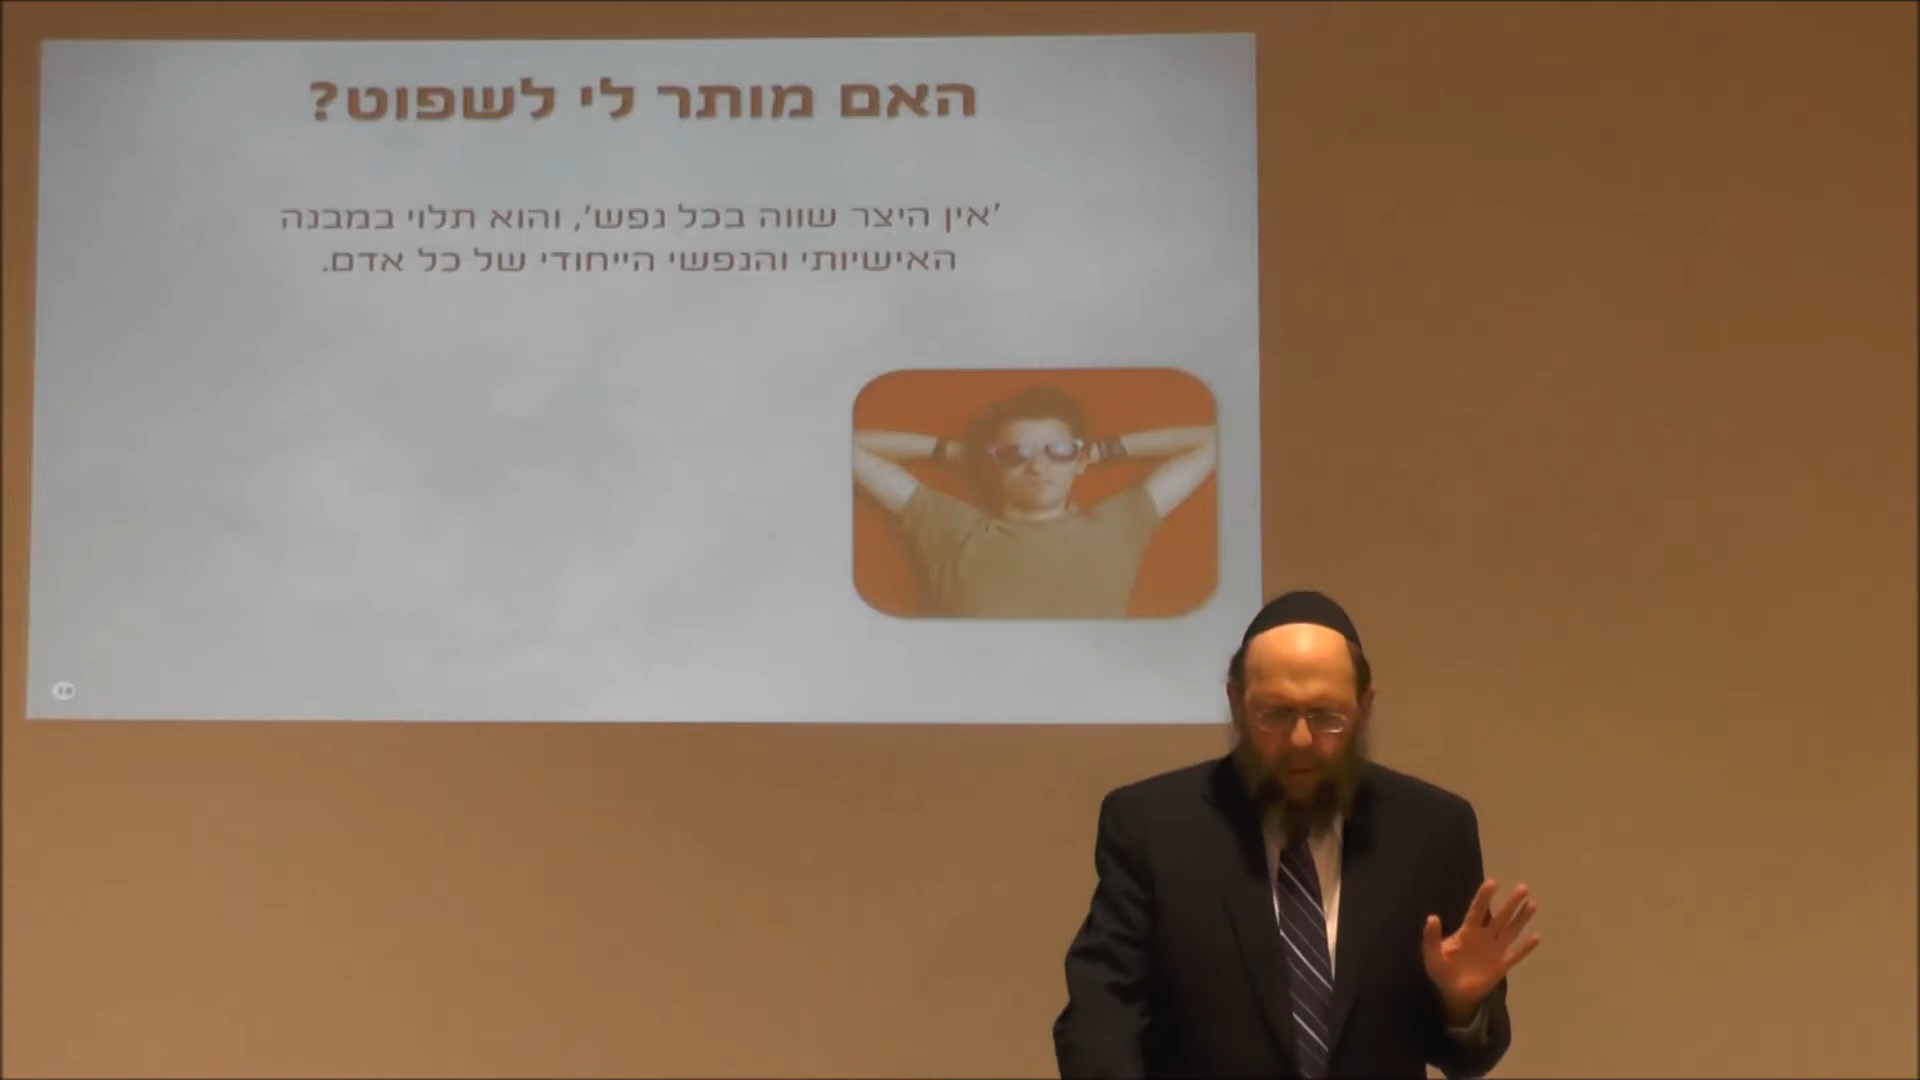 האם מותר לי לשפוט?
'אין היצר שווה בכל נפש', והוא תלוי במבנה
האישיותי והנפשי הייחודי של כל אדם.